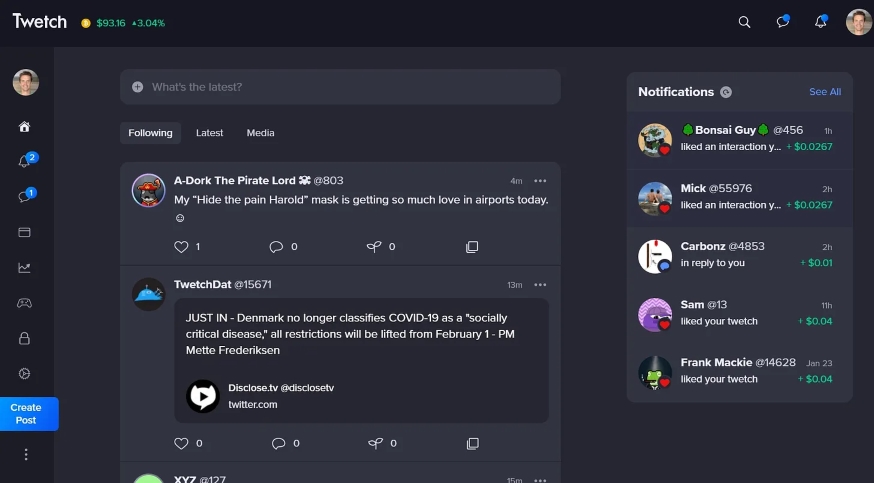 Twetch
$93.16 ▲3.04%
What's the latest?
Following Latest Media
A-Dork The Pirate Lord ☠ @803 4m
My “Hide the pain Harold” mask is getting so much love in airports today.
☺
1 0 0
TwetchDat @15671 13m
JUST IN - Denmark no longer classifies COVID-19 as a "socially
critical disease," all restrictions will be lifted from February 1 - PM
Mette Frederiksen
Disclose.tv @disclosetv
twitter.com
0 0 0
XYZ @127 15m
2
1
Create
Post
Notifications
See All
🌲Bonsai Guy🌲 @456 1h
liked an interaction y... + $0.0267
Mick @55976 2h
liked an interaction y... + $0.0267
Carbonz @4853 2h
in reply to you + $0.01
Sam @13 11h
liked your twetch + $0.04
Frank Mackie @14628 Jan 23
liked your twetch + $0.04